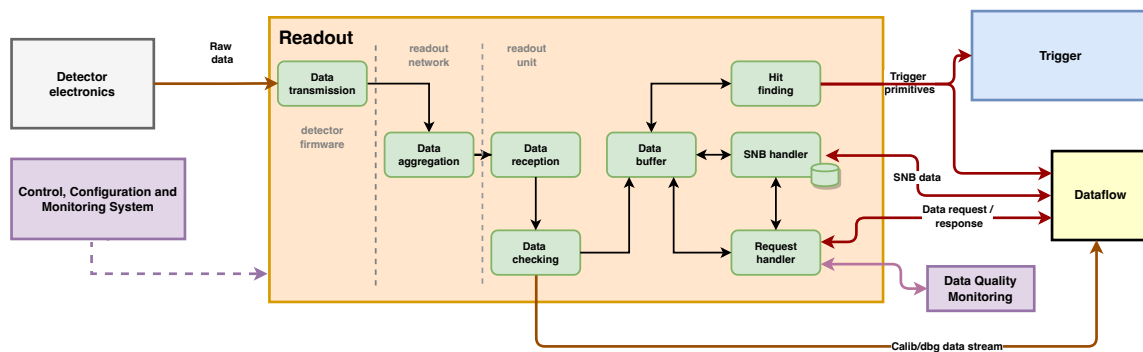 Readout
Detector
electronics
Raw
data
Data
transmission
detector
firmware
readout
network
readout
unit
Data
aggregation
Data
reception
Data
checking
Data
buffer
Hit
finding
SNB handler
Request
handler
Trigger
primitives
Trigger
SNB data
Data request /
response
Dataflow
Control, Configuration and
Monitoring System
Data Quality
Monitoring
Calib/dbg data stream